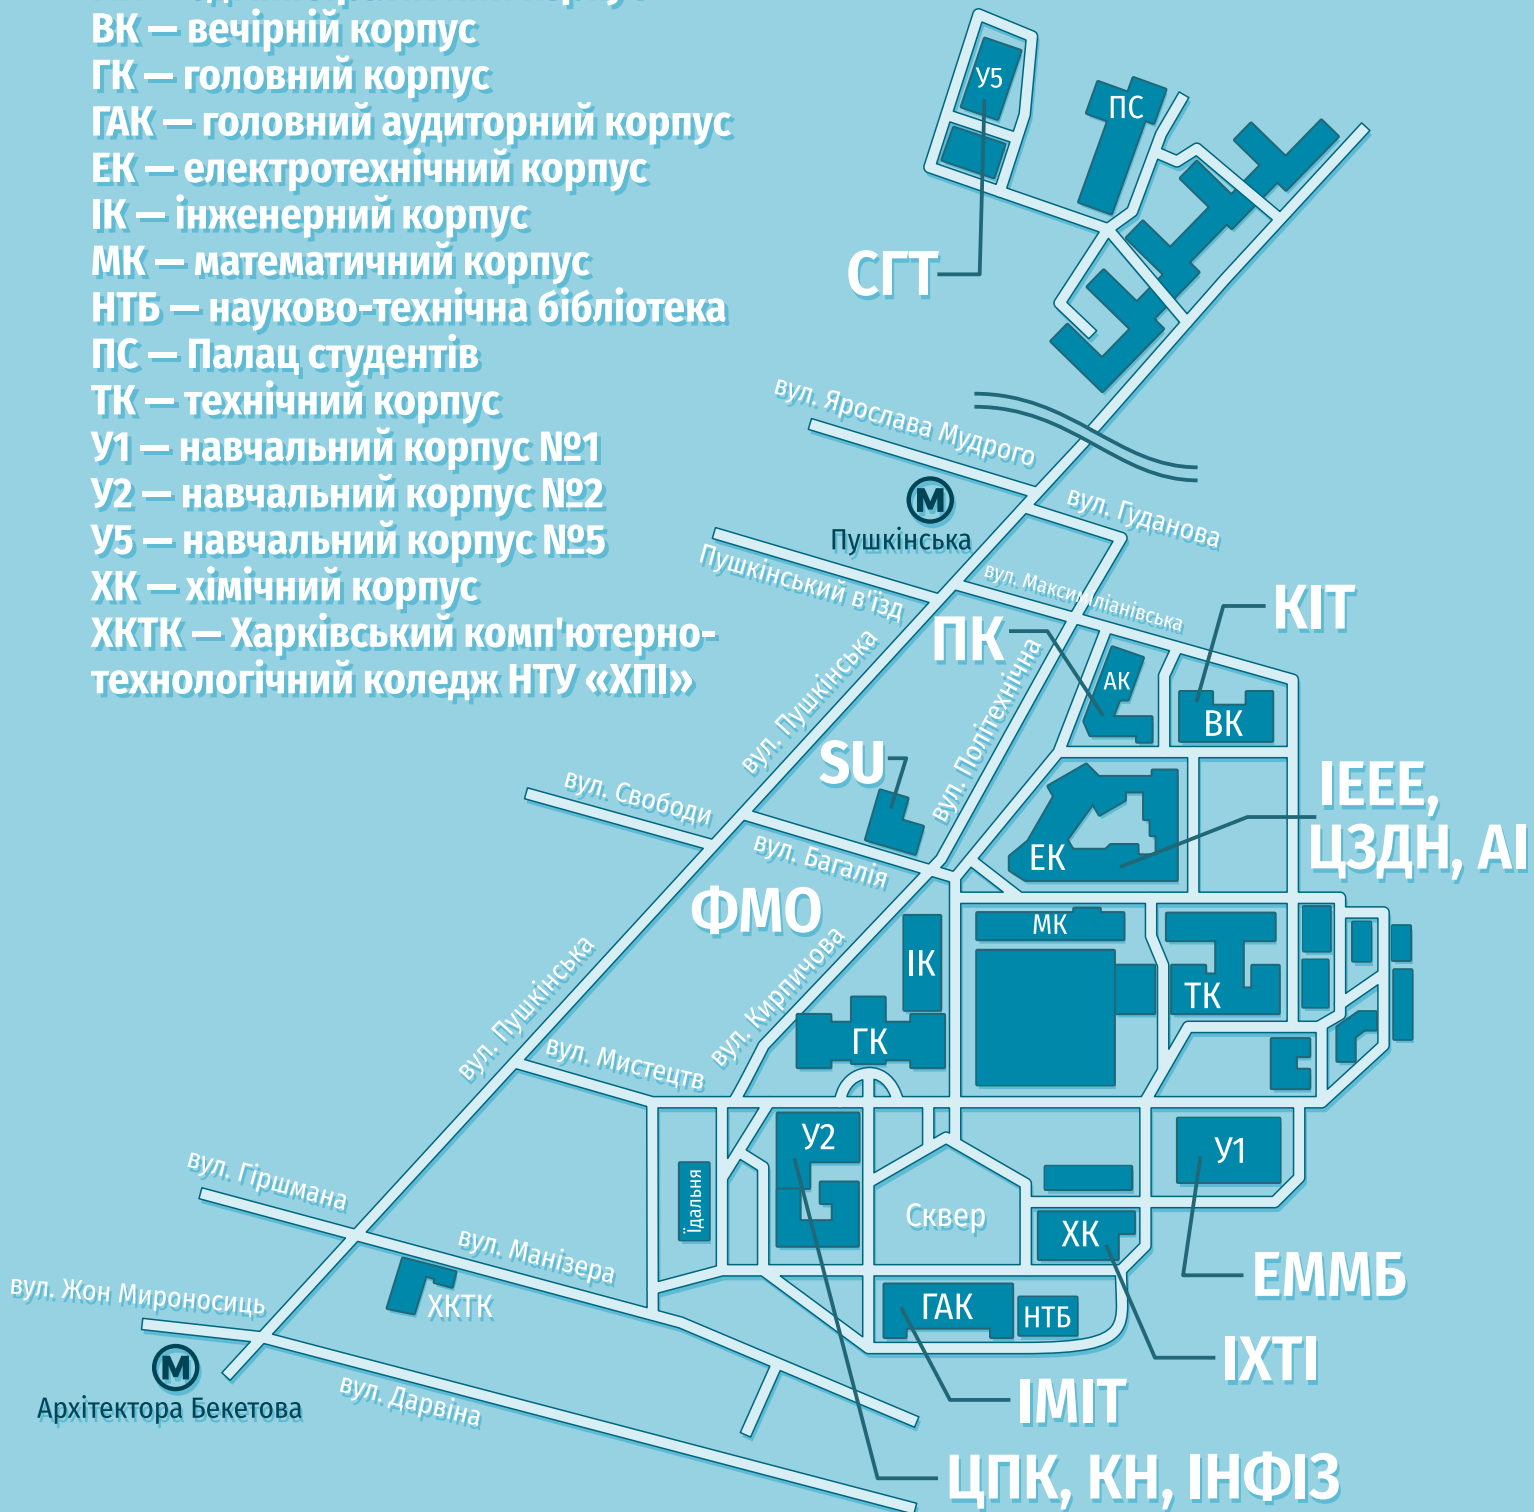 ВК — вечірній корпус
ГК — головний корпус
ГАК — головний аудиторний корпус
ЕК — електротехнічний корпус
ІК — інженерний корпус
МК — математичний корпус
НТБ — науково-технічна бібліотека
ПС — Палац студентів
ТК — технічний корпус
У1 — навчальний корпус №1
У2 — навчальний корпус №2
У5 — навчальний корпус №5
ХК — хімічний корпус
ХКТК — Харківський комп'ютерно-
технологічний коледж НТУ «ХПІ»
У5
ПС
СГТ
вул. Ярослава Мудрого
вул. Гуданова
М
Пушкінська
Пушкінський в'їзд
вул. Максиміліанівська
КІТ
ПК
АК
ВК
вул. Пушкінська
вул. Політехнічна
SU
ІЕЕЕ,
ЦЗДН, АІ
вул. Свободи
вул. Багалія
ЕК
ФМО
МК
ІК
ТК
вул. Пушкінська
вул. Кирпичова
ГК
вул. Мистецтв
У2
У1
Їдальня
Сквер
ХК
вул. Гіршмана
вул. Манізера
ЕММБ
вул. Жон Мироносиць
ХКТК
ГАК
НТБ
ІХТІ
М
Архітектора Бекетова
вул. Дарвіна
ІМІТ
ЦПК, КН, ІНФІЗ